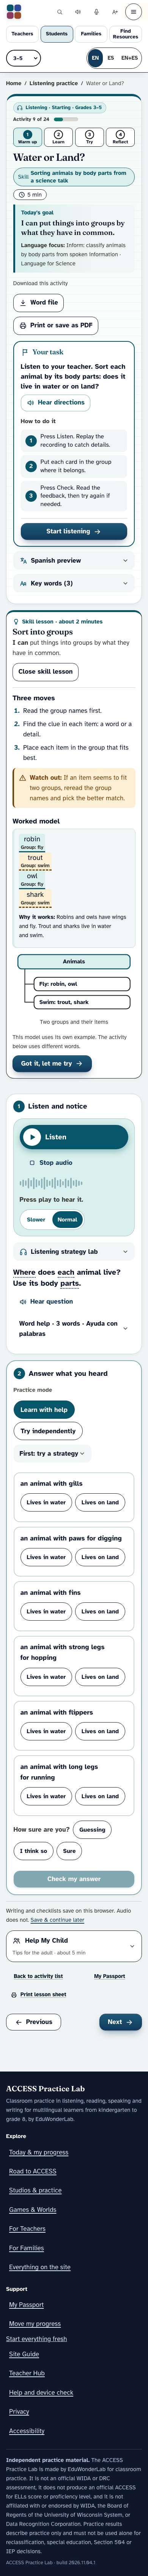 Teachers
Students
Families
Find
Resources
3–5
EN
ES
EN+ES
Home / Listening practice / Water or Land?
Listening · Starting · Grades 3–5
Activity 9 of 24
1
Warm up
2
Learn
3
Try
4
Reflect
Water or Land?
Skill
Sorting animals by body parts from
a science talk
5 min
Today's goal
I can put things into groups by
what they have in common.
Language focus: Inform: classify animals
by body parts from spoken information ·
Language for Science
Download this activity
Word file
Print or save as PDF
Your task
Listen to your teacher. Sort each
animal by its body parts: does it
live in water or on land?
Hear directions
How to do it
1
Press Listen. Replay the
recording to catch details.
2
Put each card in the group
where it belongs.
3
Press Check. Read the
feedback, then try again if
needed.
Start listening
Spanish preview
Key words (3)
Skill lesson · about 2 minutes
Sort into groups
I can put things into groups by what they
have in common.
Close skill lesson
Three moves
1. Read the group names first.
2. Find the clue in each item: a word or a
detail.
3. Place each item in the group that fits
best.
Watch out: If an item seems to fit
two groups, reread the group
names and pick the better match.
Worked model
robin
Group: fly
trout
Group: swim
owl
Group: fly
shark
Group: swim
Why it works: Robins and owls have wings
and fly. Trout and sharks live in water
and swim.
Animals
Fly: robin, owl
Swim: trout, shark
Two groups and their items
This model uses its own example. The activity
below uses different words.
Got it, let me try
1
Listen and notice
Listen
Stop audio
Press play to hear it.
Slower
Normal
Listening strategy lab
Where does each animal live?
Use its body parts.
Hear question
Word help · 3 words · Ayuda con
palabras
2
Answer what you heard
Practice mode
Learn with help
Try independently
First: try a strategy
an animal with gills
Lives in water
Lives on land
an animal with paws for digging
Lives in water
Lives on land
an animal with fins
Lives in water
Lives on land
an animal with strong legs
for hopping
Lives in water
Lives on land
an animal with flippers
Lives in water
Lives on land
an animal with long legs
for running
Lives in water
Lives on land
How sure are you?
Guessing
I think so
Sure
Check my answer
Writing and checklists save on this browser. Audio
does not. Save & continue later
Help My Child
Tips for the adult · about 5 min
Back to activity list
My Passport
Print lesson sheet
Previous
Next
ACCESS Practice Lab
Classroom practice in listening, reading, speaking and
writing for multilingual learners from kindergarten to
grade 8, by EduWonderLab.
Explore
Today & my progress
Road to ACCESS
Studios & practice
Games & Worlds
For Teachers
For Families
Everything on the site
Support
My Passport
Move my progress
Start everything fresh
Site Guide
Teacher Hub
Help and device check
Privacy
Accessibility
Independent practice material. The ACCESS
Practice Lab is made by EduWonderLab for classroom
practice. It is not an official WIDA or DRC
assessment; it does not produce an official ACCESS
for ELLs score or proficiency level, and it is not
affiliated with or endorsed by WIDA, the Board of
Regents of the University of Wisconsin System, or
Data Recognition Corporation. Practice results
describe practice only and must not be used alone for
reclassification, special education, Section 504 or
IEP decisions.
ACCESS Practice Lab · build 2026.11.04.1